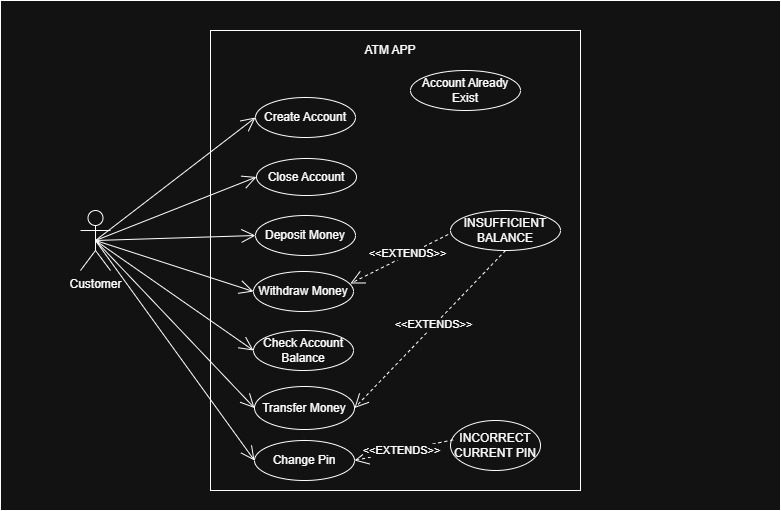 ATM APP
Account Already
Exist
Create Account
Close Account
INSUFFICIENT
BALANCE
Deposit Money
<<EXTENDS>>
Customer
Withdraw Money
<<EXTENDS>>
Check Account
Balance
Transfer Money
INCORRECT
CURRENT PIN
<<EXTENDS>>
Change Pin